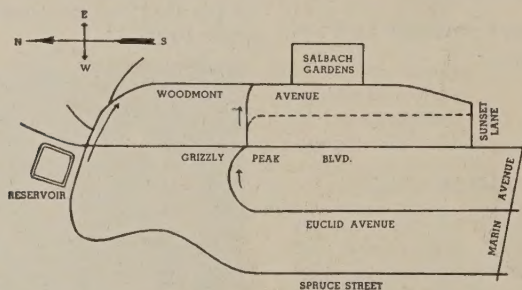 E
N
S
W
SALBACH
GARDENS
WOODMONT AVENUE
SUNSET
LANE
GRIZZLY PEAK BLVD.
RESERVOIR
EUCLID AVENUE
MARIN AVENUE
SPRUCE STREET